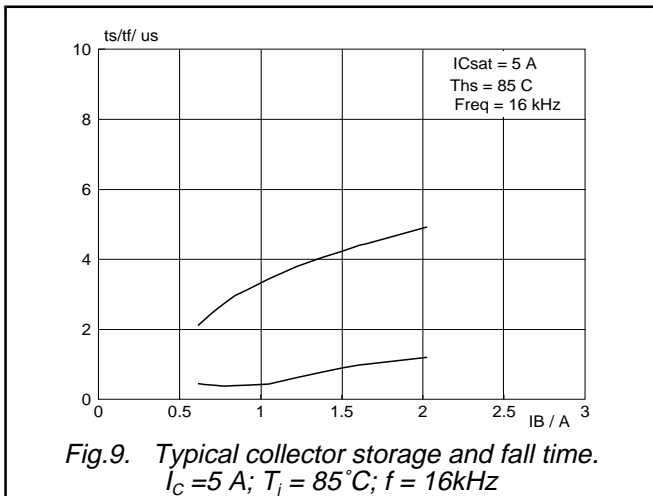 ts/tf/ us
10
8
6
4
2
0
ICsat = 5 A
Ths = 85 C
Freq = 16 kHz
0 0.5 1 1.5 2 2.5 3
IB / A
Fig.9. Typical collector storage and fall time.
IC =5 A; Tj = 85˚C; f = 16kHz